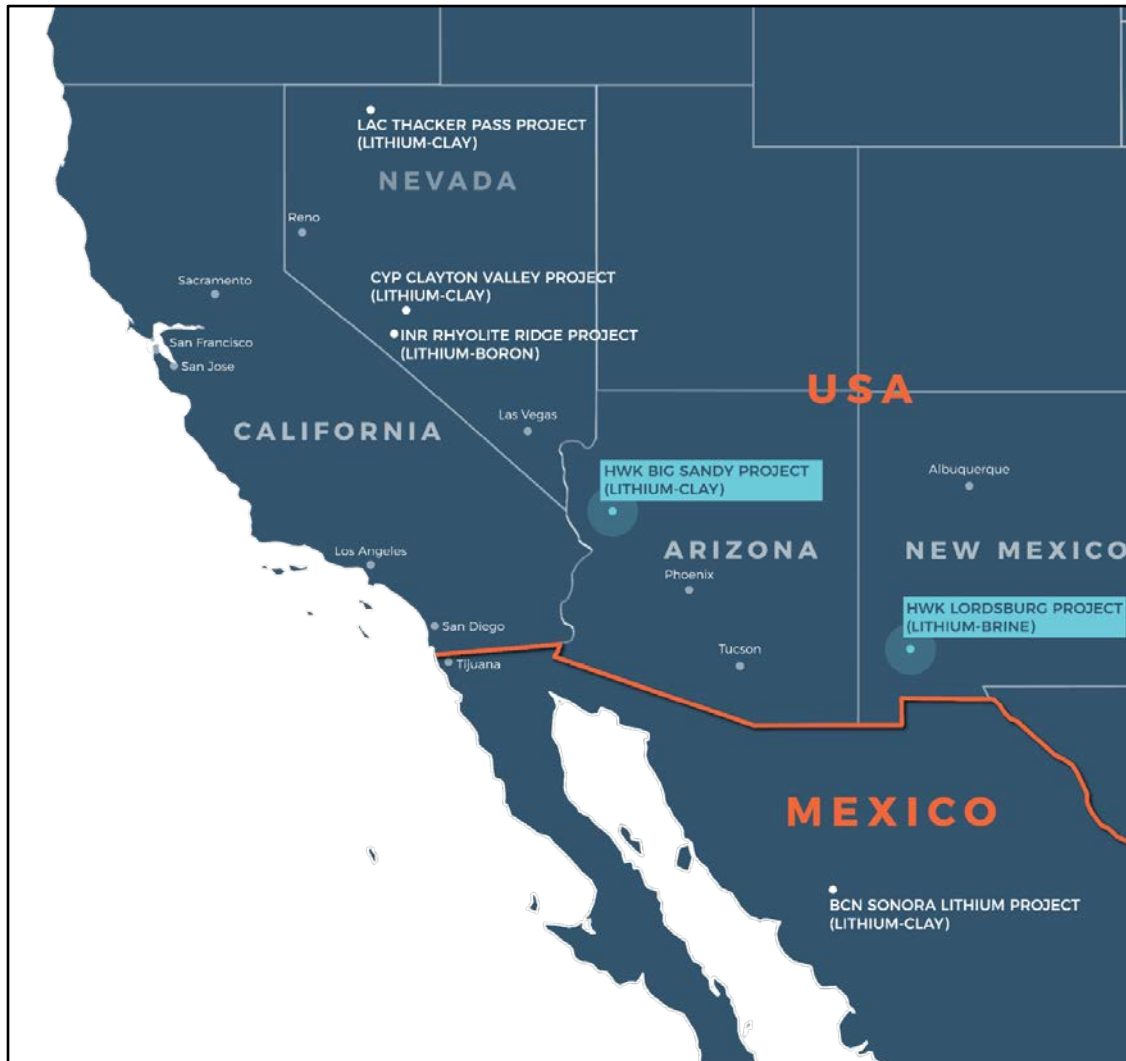 LAC THACKER PASS PROJECT
(LITHIUM-CLAY)
NEVADA
Reno
CYP CLAYTON VALLEY PROJECT
(LITHIUM-CLAY)
Sacramento
INR RHYOLITE RIDGE PROJECT
(LITHIUM-BORON)
San Francisco
San Jose
USA
Las Vegas
CALIFORNIA
HWK BIG SANDY PROJECT
(LITHIUM-CLAY)
Albuquerque
Los Angeles
ARIZONA
NEW MEXICO
Phoenix
HWK LORDSBURG PROJECT
(LITHIUM-BRINE)
San Diego
Tijuana
Tucson
MEXICO
BCN SONORA LITHIUM PROJECT
(LITHIUM-CLAY)